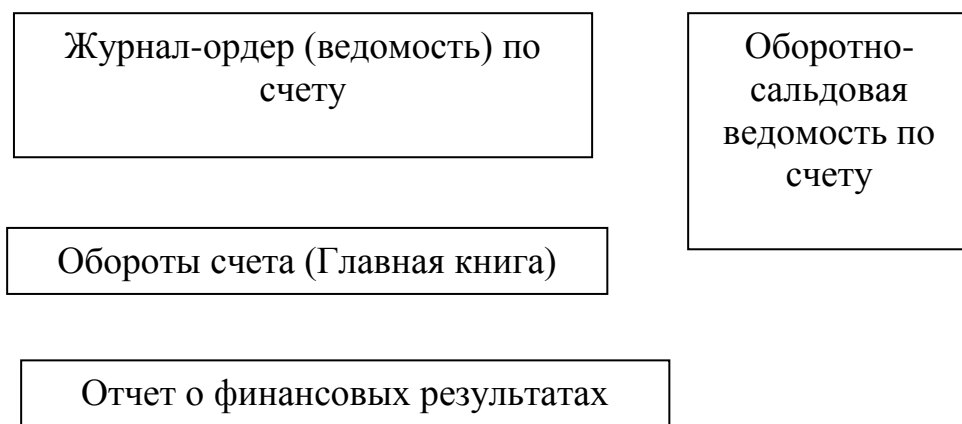 Журнал-ордер (ведомость) по
счету
Оборотно-
сальдовая
ведомость по
счету
Обороты счета (Главная книга)
Отчет о финансовых результатах